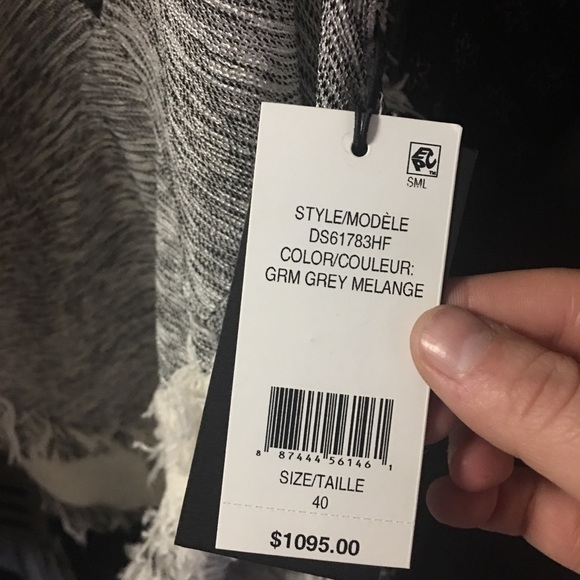 SML
STYLE/MODÈLE
DS61783HF
COLOR/COULEUR:
GRM GREY MELANGE
8 87444 56146 1
SIZE/TAILLE
40
$1095.00